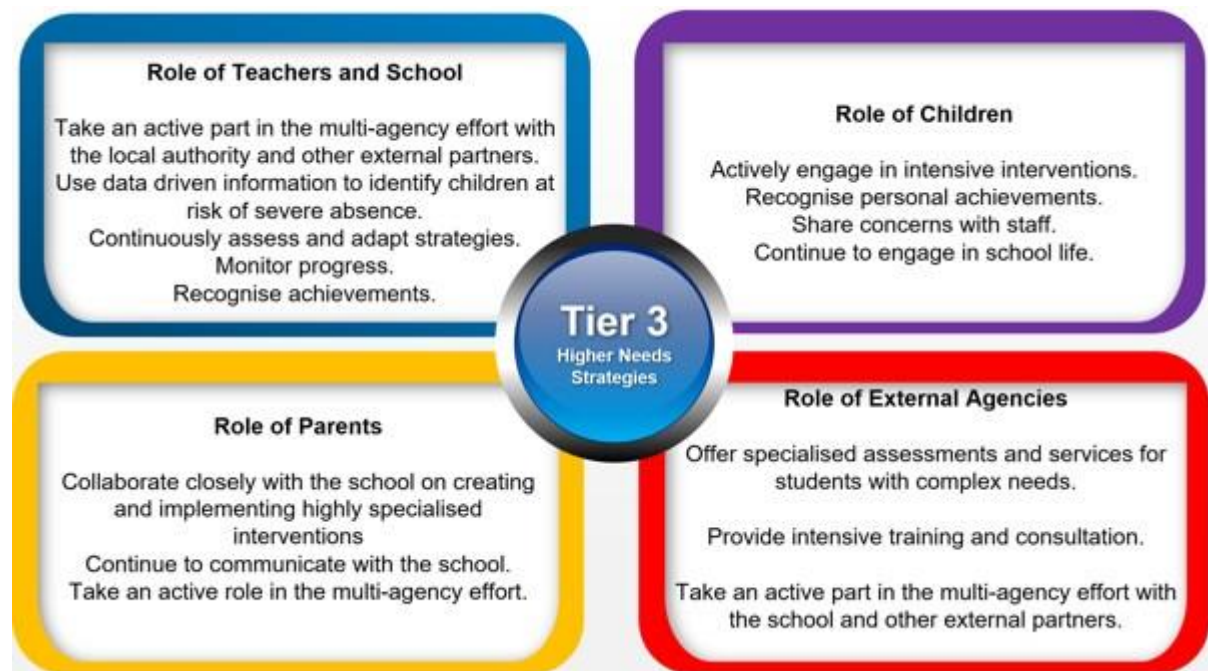 Role of Teachers and School
Take an active part in the multi-agency effort with
the local authority and other external partners.
Use data driven information to identify children at
risk of severe absence.
Continuously assess and adapt strategies.
Monitor progress.
Recognise achievements.
Role of Children
Actively engage in intensive interventions.
Recognise personal achievements.
Share concerns with staff.
Continue to engage in school life.
Tier 3
Higher Needs
Strategies
Role of Parents
Collaborate closely with the school on creating
and implementing highly specialised
interventions
Continue to communicate with the school.
Take an active role in the multi-agency effort.
Role of External Agencies
Offer specialised assessments and services for
students with complex needs.
Provide intensive training and consultation.
Take an active part in the multi-agency effort with
the school and other external partners.